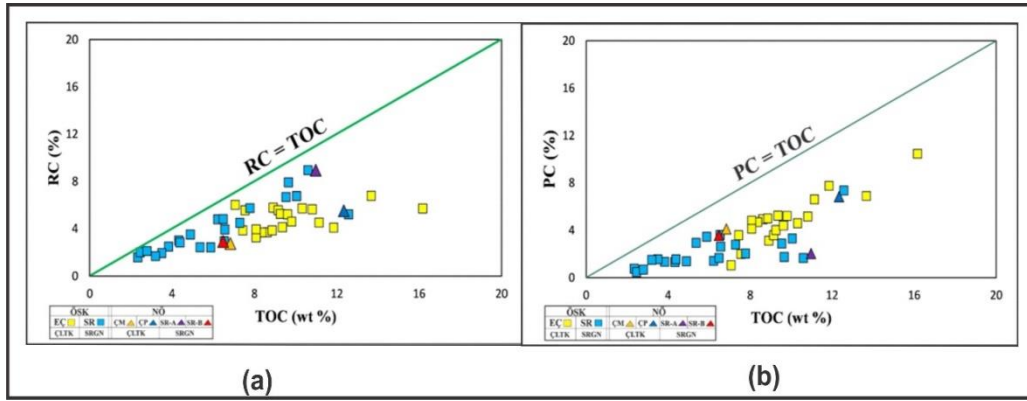 20
16
12
8
4
0
RC (%)
RC = TOC
0 4 8 12 16 20
TOC (wt %)
ÖSK NÖ
EÇ SR ÇM ÇP SR-A SR-B
ÇLTK SRGN ÇLTK SRGN
(a)
20
16
12
8
4
0
PC (%)
PC = TOC
0 4 8 12 16 20
TOC (wt %)
ÖSK NÖ
EÇ SR ÇM ÇP SR-A SR-B
ÇLTK SRGN ÇLTK SRGN
(b)